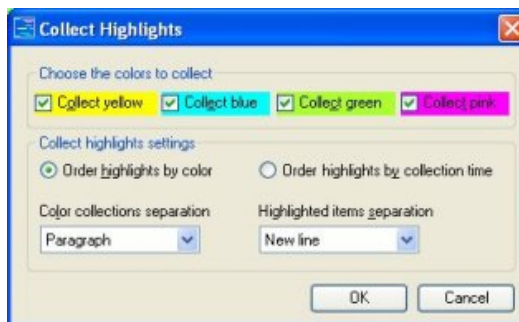 Collect Highlights
Choose the colors to collect
Collect yellow Collect blue Collect green Collect pink
Collect highlights settings
Order highlights by color Order highlights by collection time
Color collections separation Highlighted items separation
Paragraph New line
OK Cancel